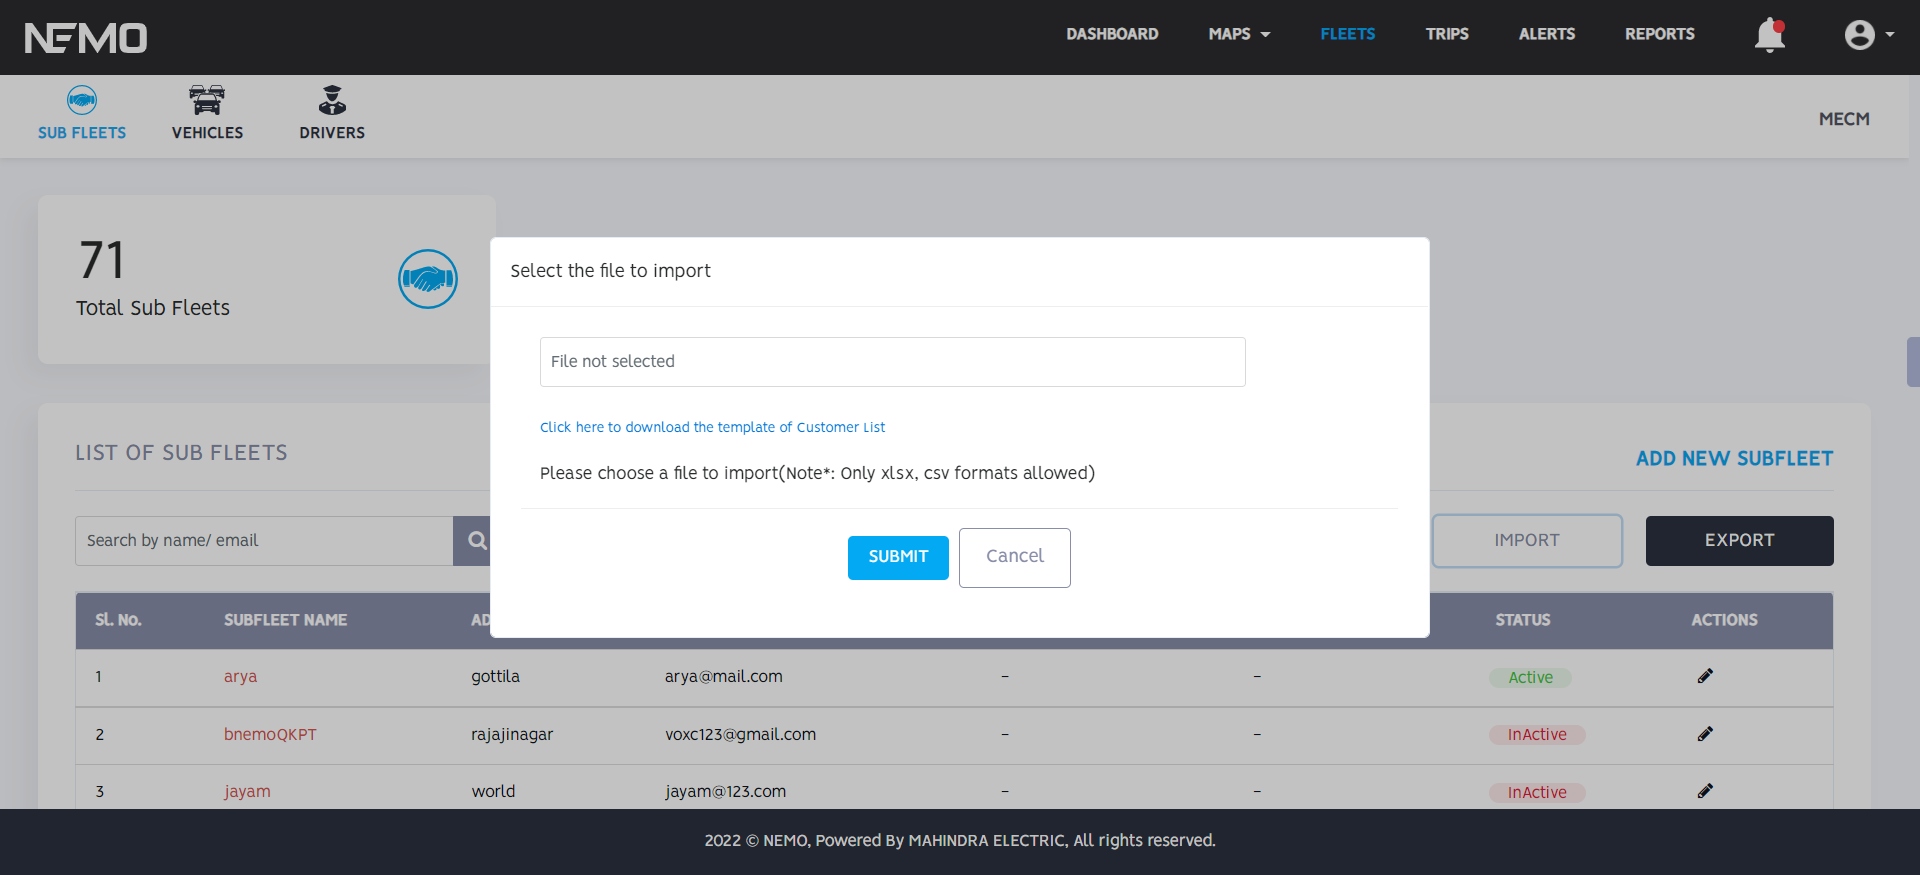 NEMO
DASHBOARD MAPS FLEETS TRIPS ALERTS REPORTS
SUB FLEETS VEHICLES DRIVERS
MECM
71
Total Sub Fleets
Select the file to import
File not selected
Click here to download the template of Customer List
Please choose a file to import(Note*: Only xlsx, csv formats allowed)
SUBMIT Cancel
LIST OF SUB FLEETS
ADD NEW SUBFLEET
Search by name/ email
IMPORT EXPORT
Sl. No. SUBFLEET NAME AD STATUS ACTIONS
1 arya gottila arya@mail.com - - Active
2 bnemoQKPT rajajinagar voxc123@gmail.com - - InActive
3 jayam world jayam@123.com - - InActive
2022 © NEMO, Powered By MAHINDRA ELECTRIC, All rights reserved.